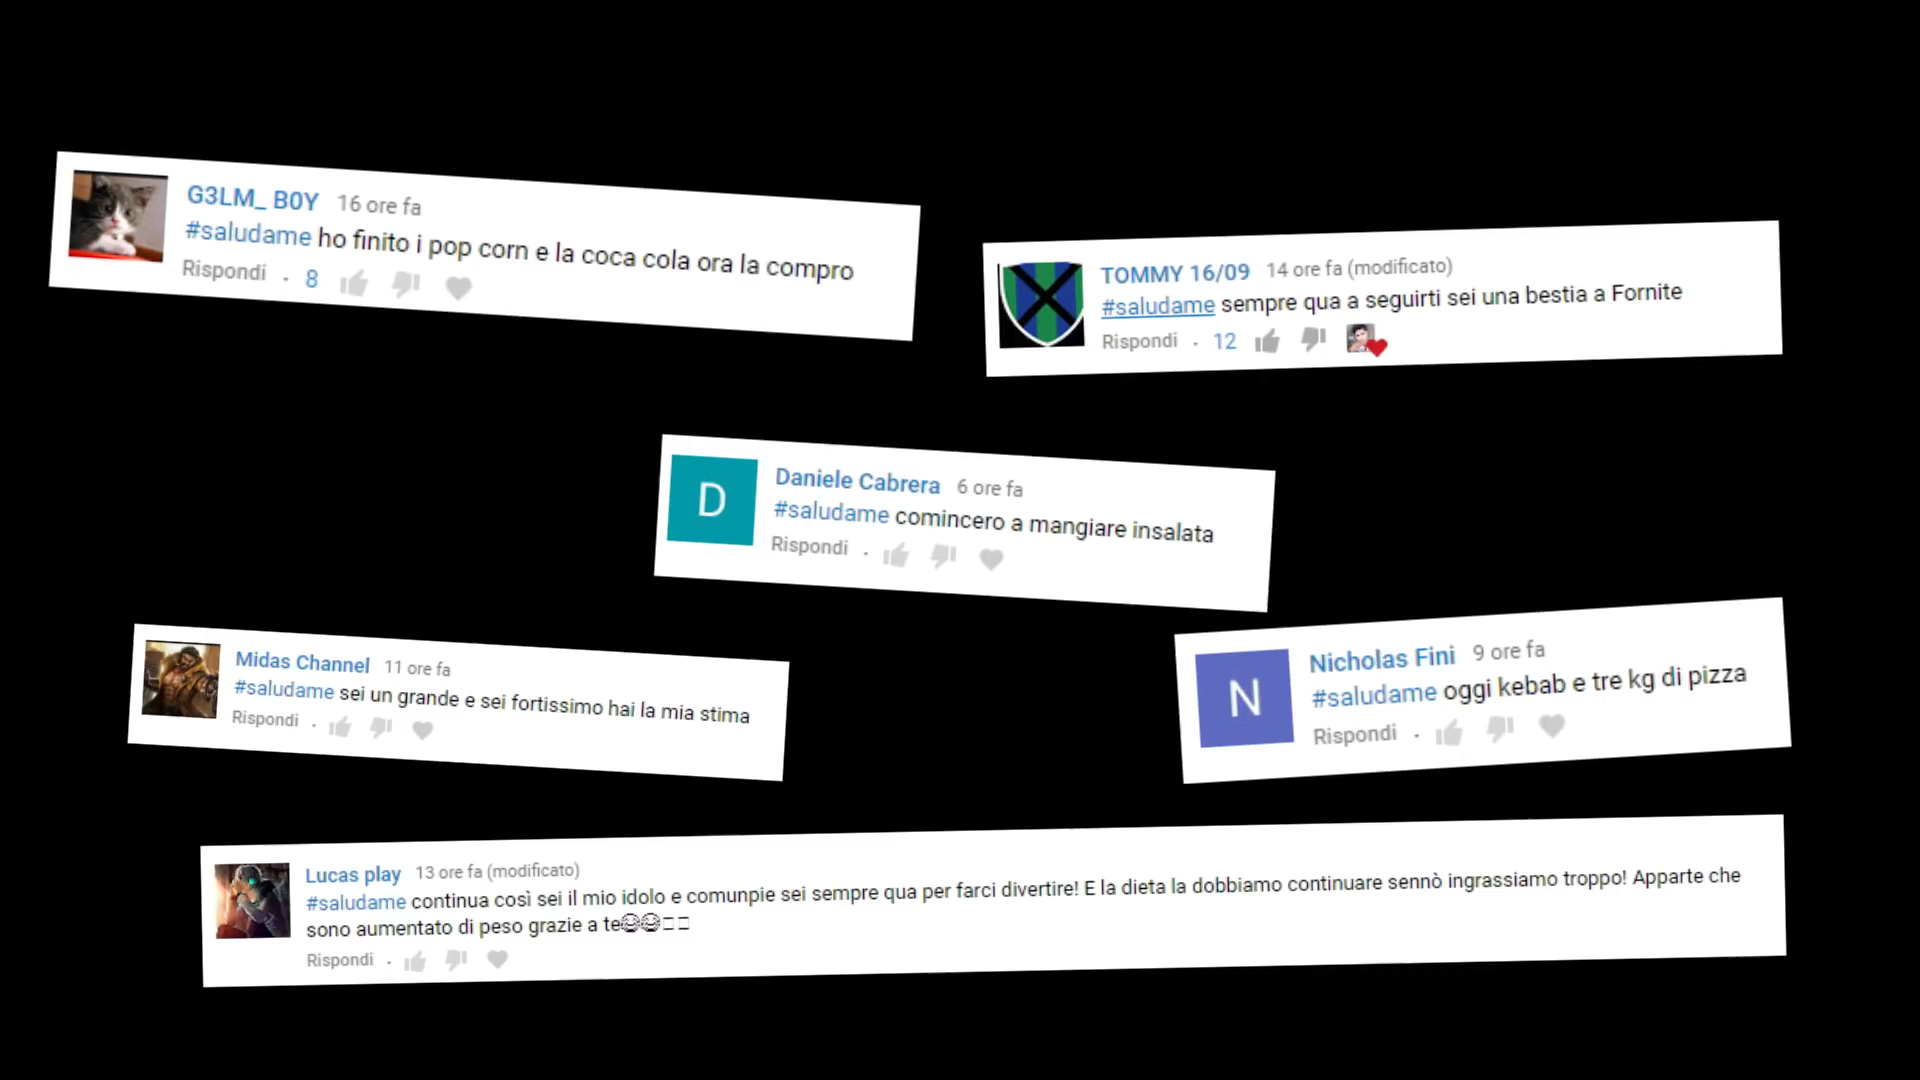 G3LM_ B0Y 16 ore fa
#saludame ho finito i pop corn e la coca cola ora la compro
Rispondi · 8
TOMMY 16/09 14 ore fa (modificato)
#saludame sempre qua a seguirti sei una bestia a Fornite
Rispondi · 12
D
Daniele Cabrera 6 ore fa
#saludame comincero a mangiare insalata
Rispondi ·
Midas Channel 11 ore fa
#saludame sei un grande e sei fortissimo hai la mia stima
Rispondi ·
N
Nicholas Fini 9 ore fa
#saludame oggi kebab e tre kg di pizza
Rispondi ·
Lucas play 13 ore fa (modificato)
#saludame continua così sei il mio idolo e comunpie sei sempre qua per farci divertire! E la dieta la dobbiamo continuare sennò ingrassiamo troppo! Apparte che
sono aumentato di peso grazie a te😂😂□□
Rispondi ·